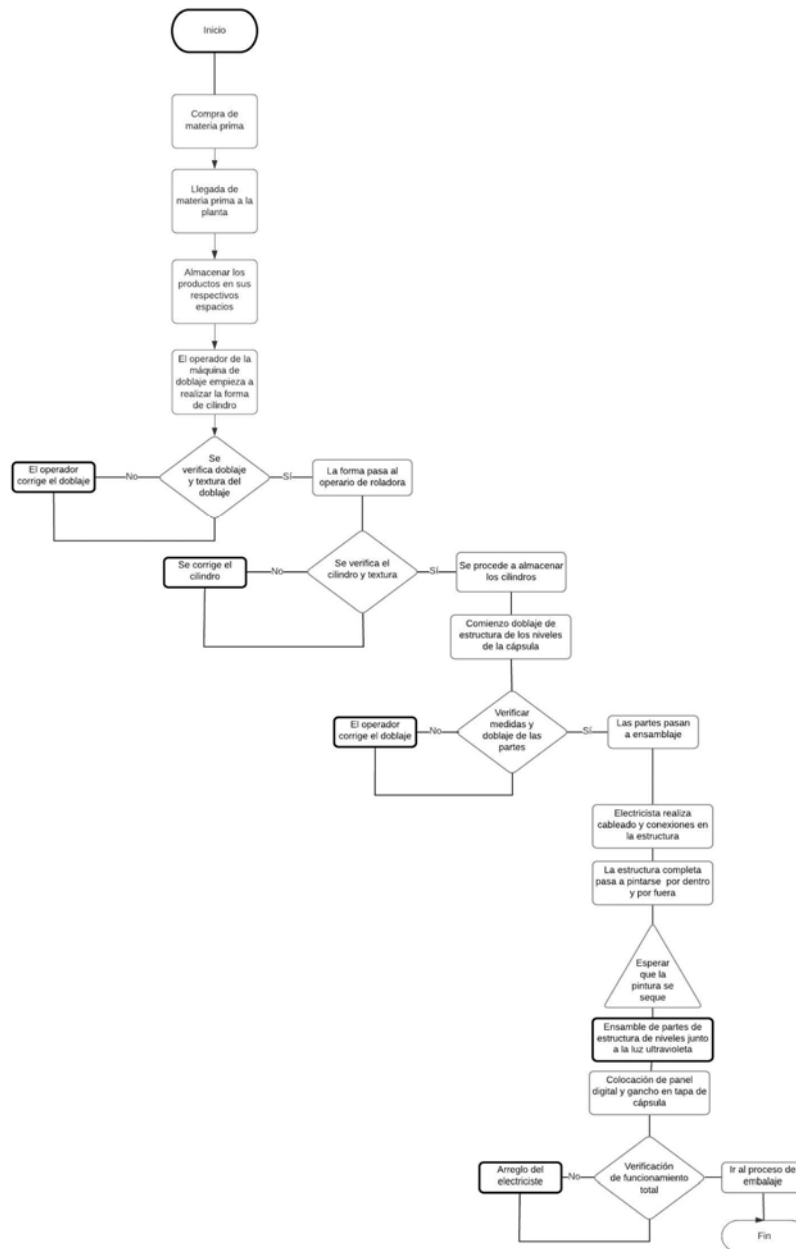 Inicio
Compra de
materia prima
Llegada de
materia prima a la
planta
Almacenar los
productos en sus
respectivos
espacios
El operador de la
máquina de
doblaje empieza a
realizar la forma
de cilindro
El operador
corrige el doblaje
No
Se
verifica doblaje
y textura del
doblaje
Sí
La forma pasa al
operario de roladora
Se corrige el
cilindro
No
Se verifica el
cilindro y textura
Sí
Se procede a almacenar
los cilindros
Comienzo doblaje de
estructura de los niveles
de la cápsula
El operador
corrige el doblaje
No
Verificar
medidas y
doblaje de las
partes
Sí
Las partes pasan
a ensamblaje
Electricista realiza
cableado y conexiones en
la estructura
La estructura completa
pasa a pintarse por dentro
y por fuera
Esperar
que la
pintura se
seque
Ensamble de partes de
estructura de niveles junto
a la luz ultravioleta
Colocación de panel
digital y gancho en tapa de
cápsula
Arreglo del
electriciste
No
Verificación
de funcionamiento
total
Ir al proceso de
embalaje
Fin